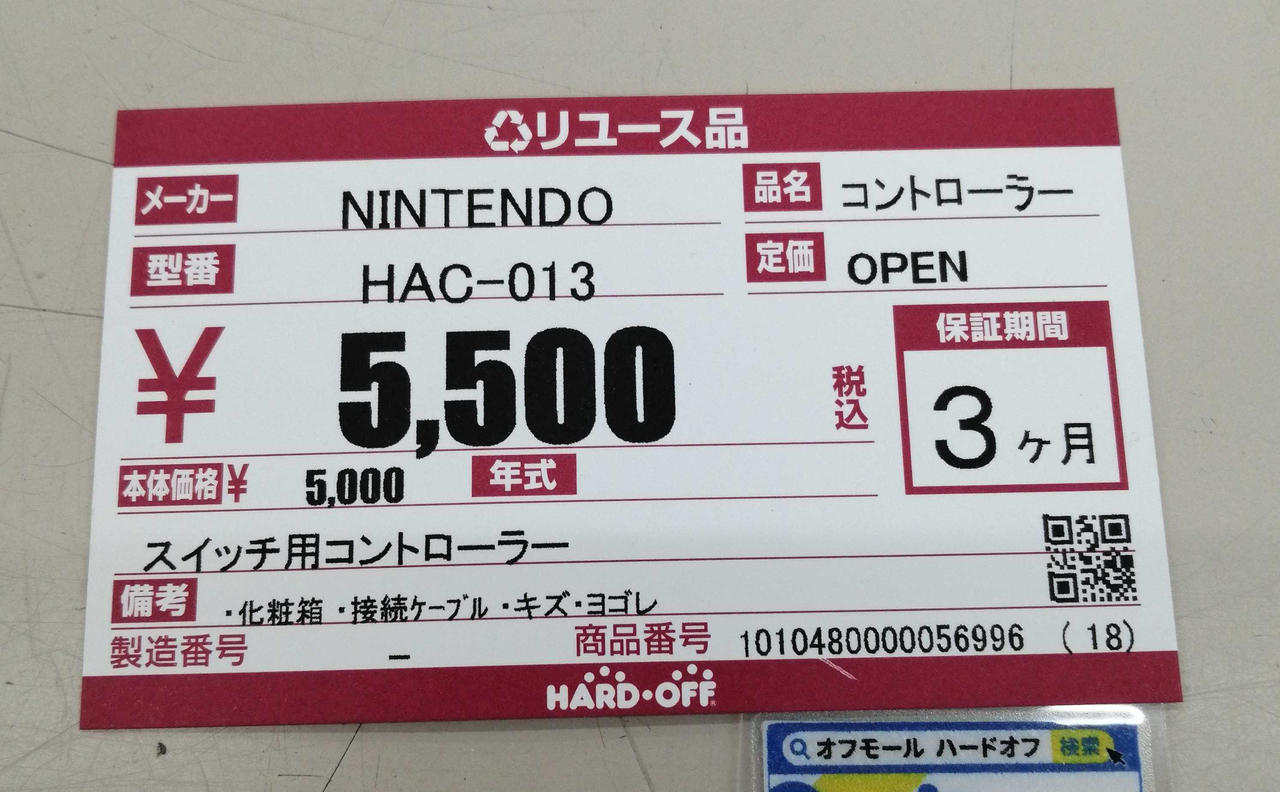 リユース品
メーカー NINTENDO 品名 コントローラー
型番 HAC-013 定価 OPEN
¥5,500 税込 保証期間
3ヶ月
本体価格¥ 5,000 年式
スイッチ用コントローラー
備考 ・化粧箱 ・接続ケーブル ・キズ・ヨゴレ
製造番号 - 商品番号 1010480000056996 (18)
HARD・OFF
オフモール ハードオフ 検索